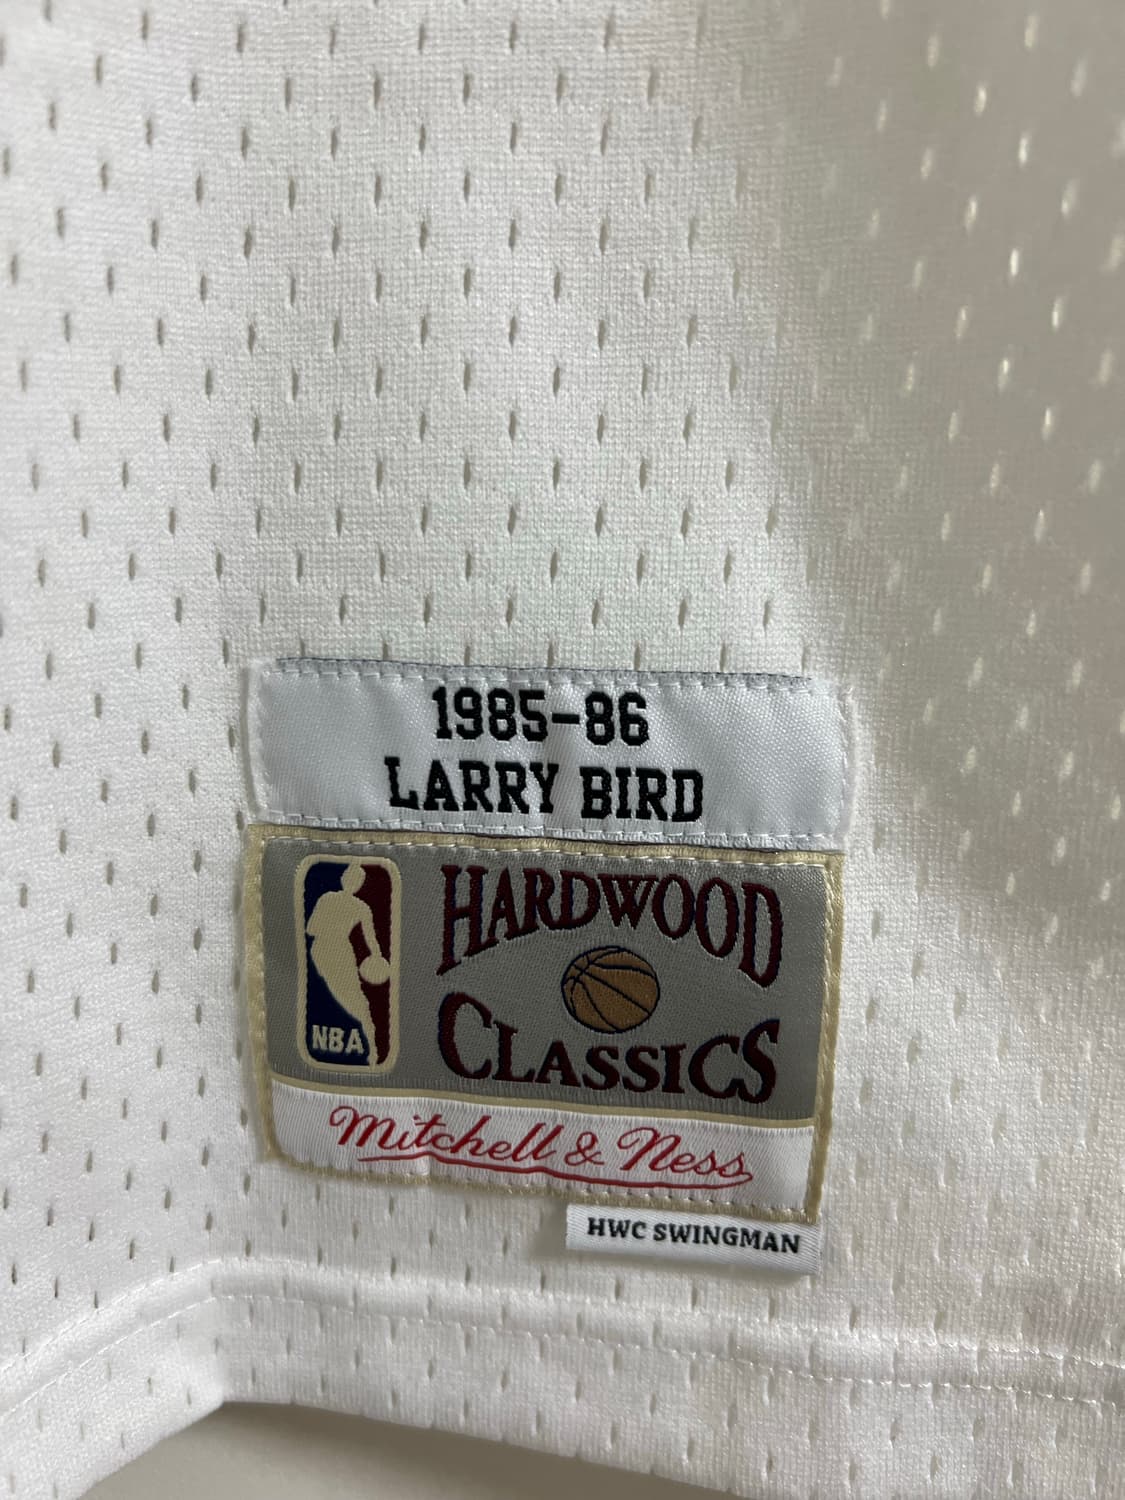 1985-86
LARRY BIRD
HARDWOOD
CLASSICS
NBA
Mitchell & Ness
HWC SWINGMAN